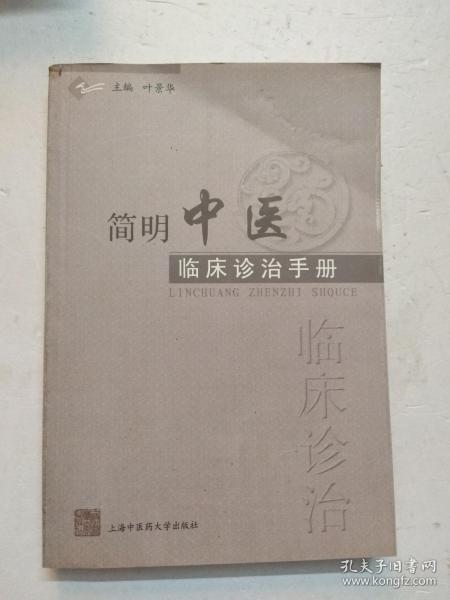 主编 叶景华
简明中医
临床诊治手册
LINCHUANG ZHENZHI SHOUCE
临床诊治
上海中医药大学出版社
孔夫子旧书网
www.kongfz.com